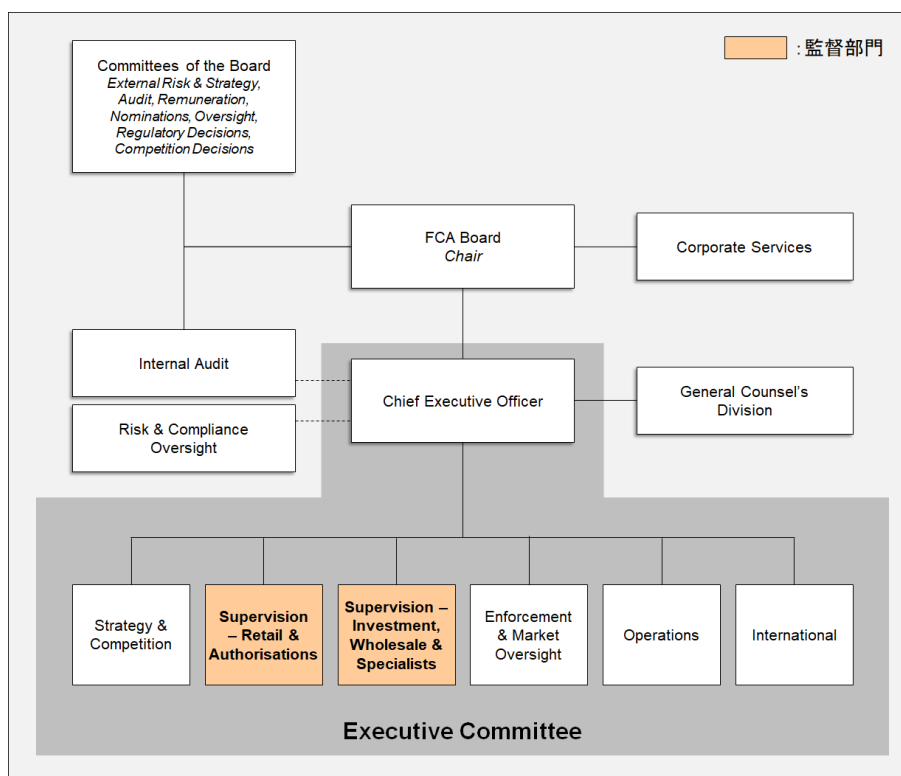 : 監督部門
Committees of the Board
External Risk & Strategy,
Audit, Remuneration,
Nominations, Oversight,
Regulatory Decisions,
Competition Decisions
FCA Board
Chair
Corporate Services
Internal Audit
Chief Executive Officer
General Counsel's
Division
Risk & Compliance
Oversight
Strategy &
Competition
Supervision
– Retail &
Authorisations
Supervision –
Investment,
Wholesale &
Specialists
Enforcement
& Market
Oversight
Operations
International
Executive Committee